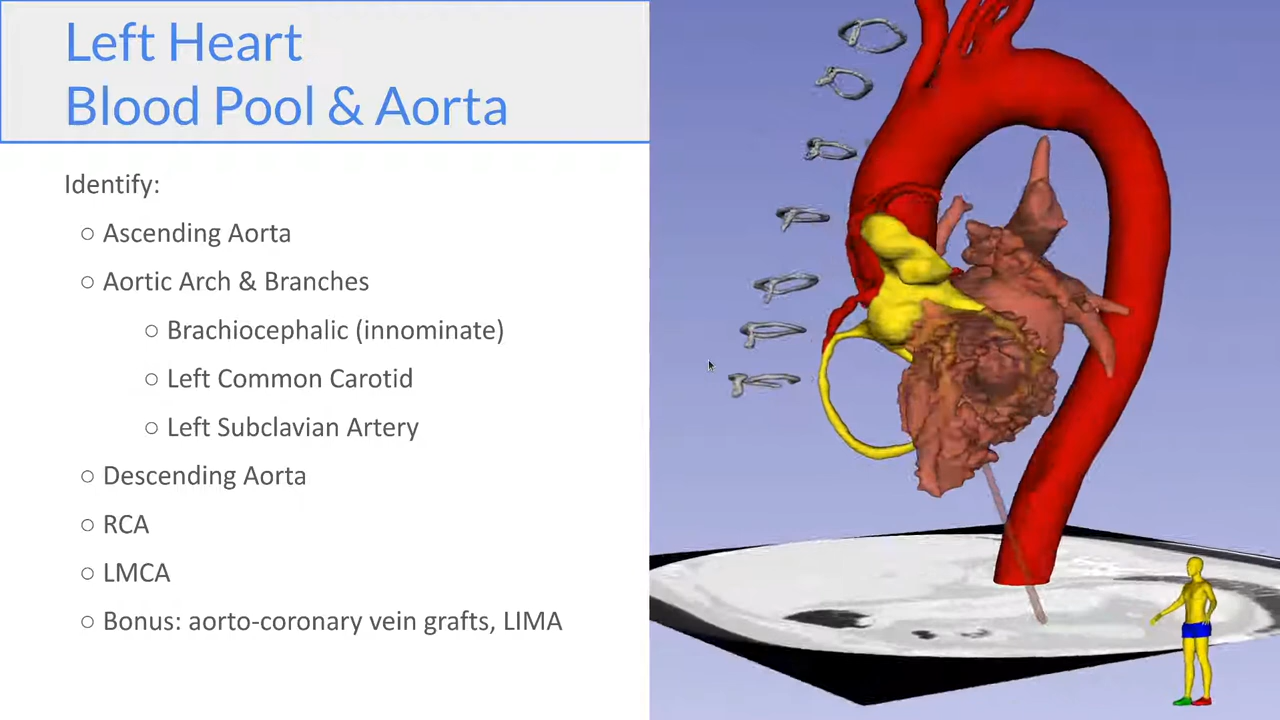 Left Heart
Blood Pool & Aorta
Identify:
○ Ascending Aorta
○ Aortic Arch & Branches
○ Brachiocephalic (innominate)
○ Left Common Carotid
○ Left Subclavian Artery
○ Descending Aorta
○ RCA
○ LMCA
○ Bonus: aorto-coronary vein grafts, LIMA